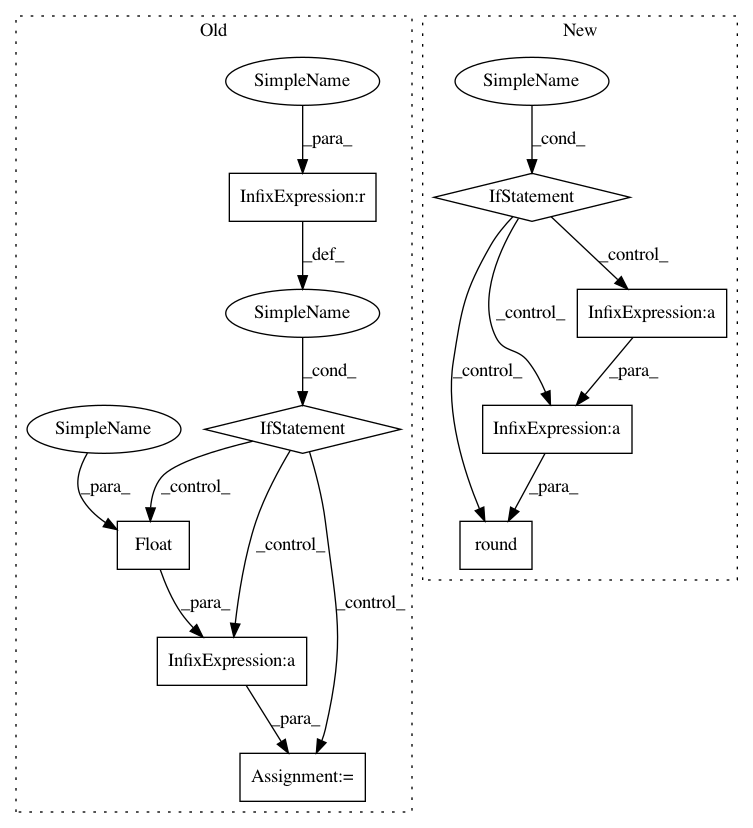 Old
New
SimpleName
SimpleName
_para_
_cond_
InfixExpression:r
IfStatement
_def_
_control_
SimpleName
InfixExpression:a
_control_
_cond_
_control_
_para_
SimpleName
IfStatement
InfixExpression:a
_para_
_control_
_para_
Float
_control_
round
_para_
_control_
InfixExpression:a
_para_
Assignment:=